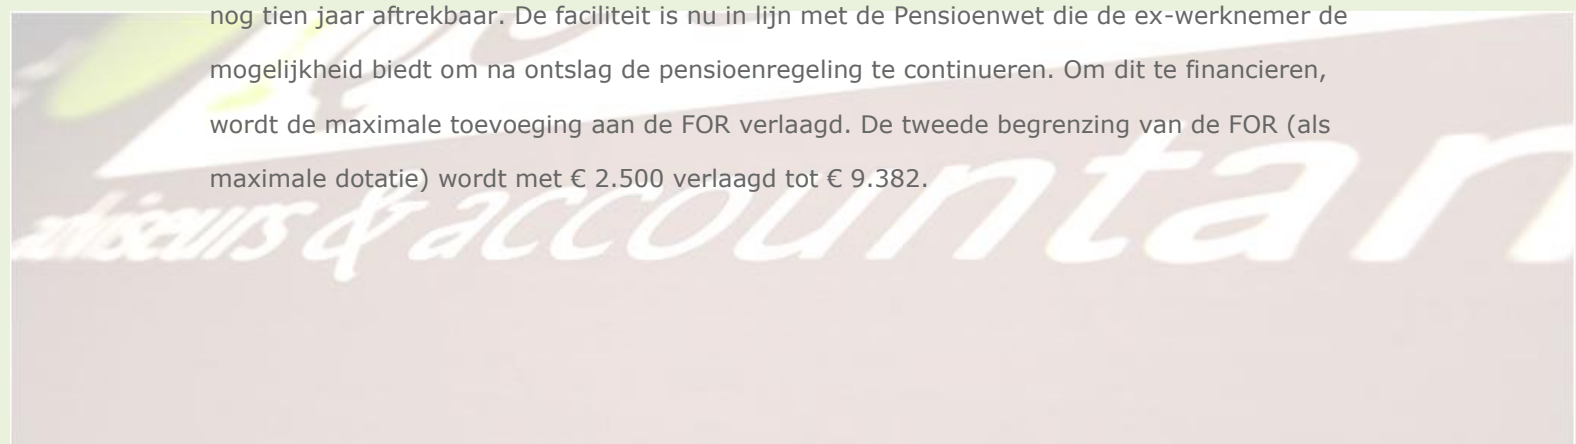 nog tien jaar aftrekbaar. De faciliteit is nu in lijn met de Pensioenwet die de ex-werknemer de
mogelijkheid biedt om na ontslag de pensioenregeling te continueren. Om dit te financieren,
wordt de maximale toevoeging aan de FOR verlaagd. De tweede begrenzing van de FOR (als
maximale dotatie) wordt met € 2.500 verlaagd tot € 9.382.
adviseurs & accountan